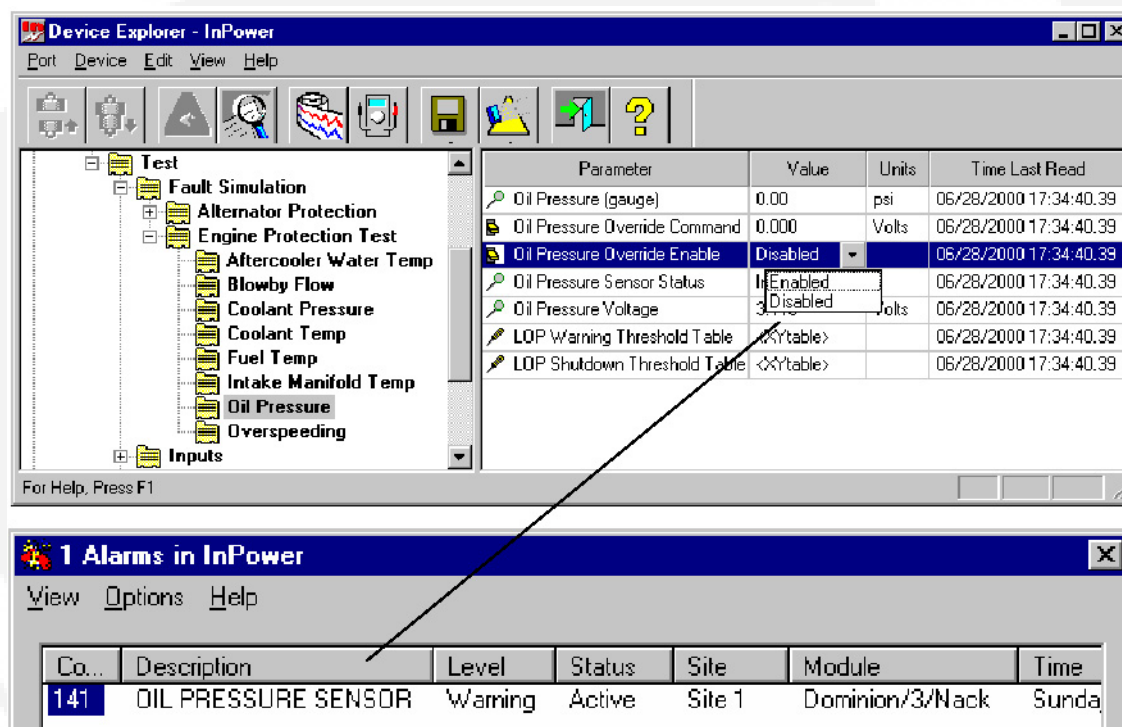 Device Explorer - InPower
Port Device Edit View Help
Test
Fault Simulation
Alternator Protection
Engine Protection Test
Aftercooler Water Temp
Blowby Flow
Coolant Pressure
Coolant Temp
Fuel Temp
Intake Manifold Temp
Oil Pressure
Overspeeding
Inputs
Parameter Value Units Time Last Read
Oil Pressure (gauge) 0.00 psi 06/28/2000 17:34:40.39
Oil Pressure Override Command 0.000 Volts 06/28/2000 17:34:40.39
Oil Pressure Override Enable Disabled 06/28/2000 17:34:40.39
Oil Pressure Sensor Status 06/28/2000 17:34:40.39
Enabled
Disabled
Oil Pressure Voltage Volts 06/28/2000 17:34:40.39
LOP Warning Threshold Table <XYtable> 06/28/2000 17:34:40.39
LOP Shutdown Threshold Table <XYtable> 06/28/2000 17:34:40.39
For Help, Press F1
1 Alarms in InPower
View Options Help
Co... Description Level Status Site Module Time
141 OIL PRESSURE SENSOR Warning Active Site 1 Dominion/3/Nack Sunda